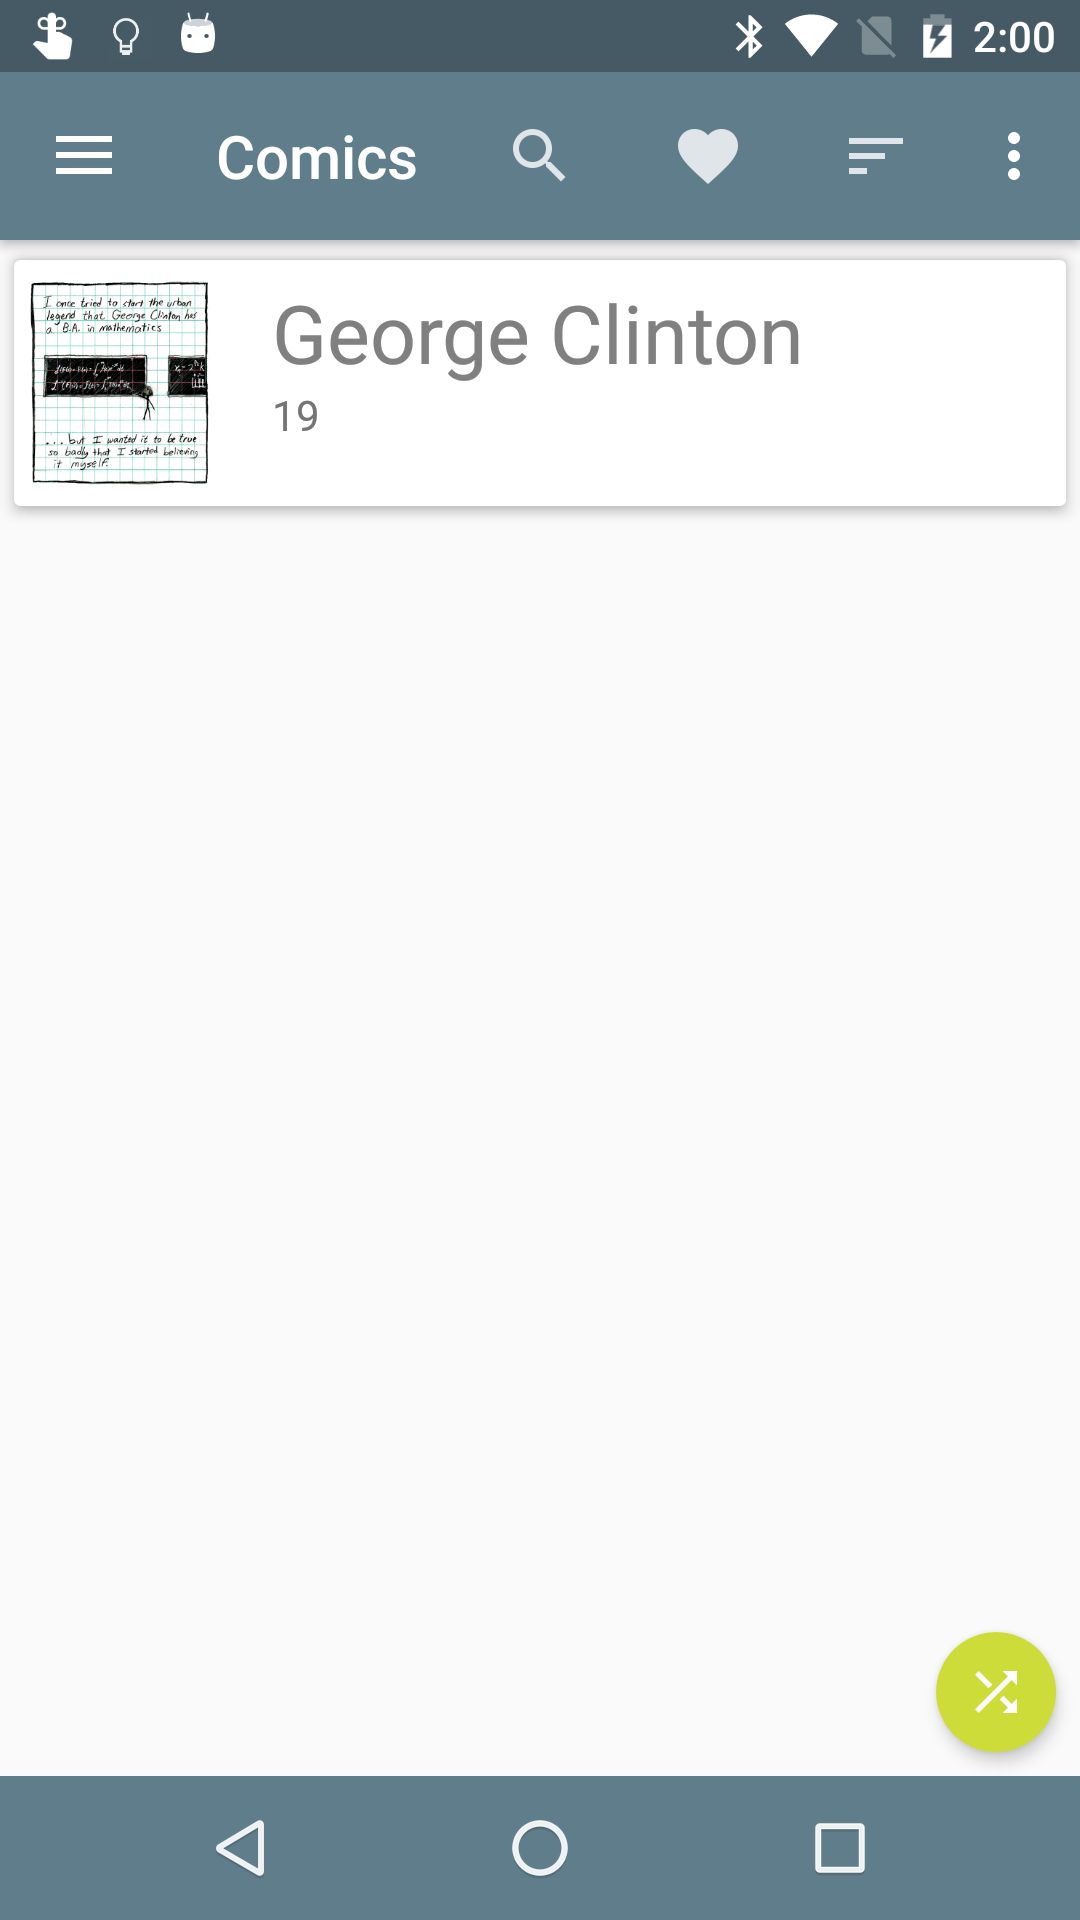 2:00
Comics
I once tried to start the urban
legend that George Clinton has
a B.A. in mathematics
George Clinton
19
...but I wanted it to be true
so badly that I started believing
it myself.